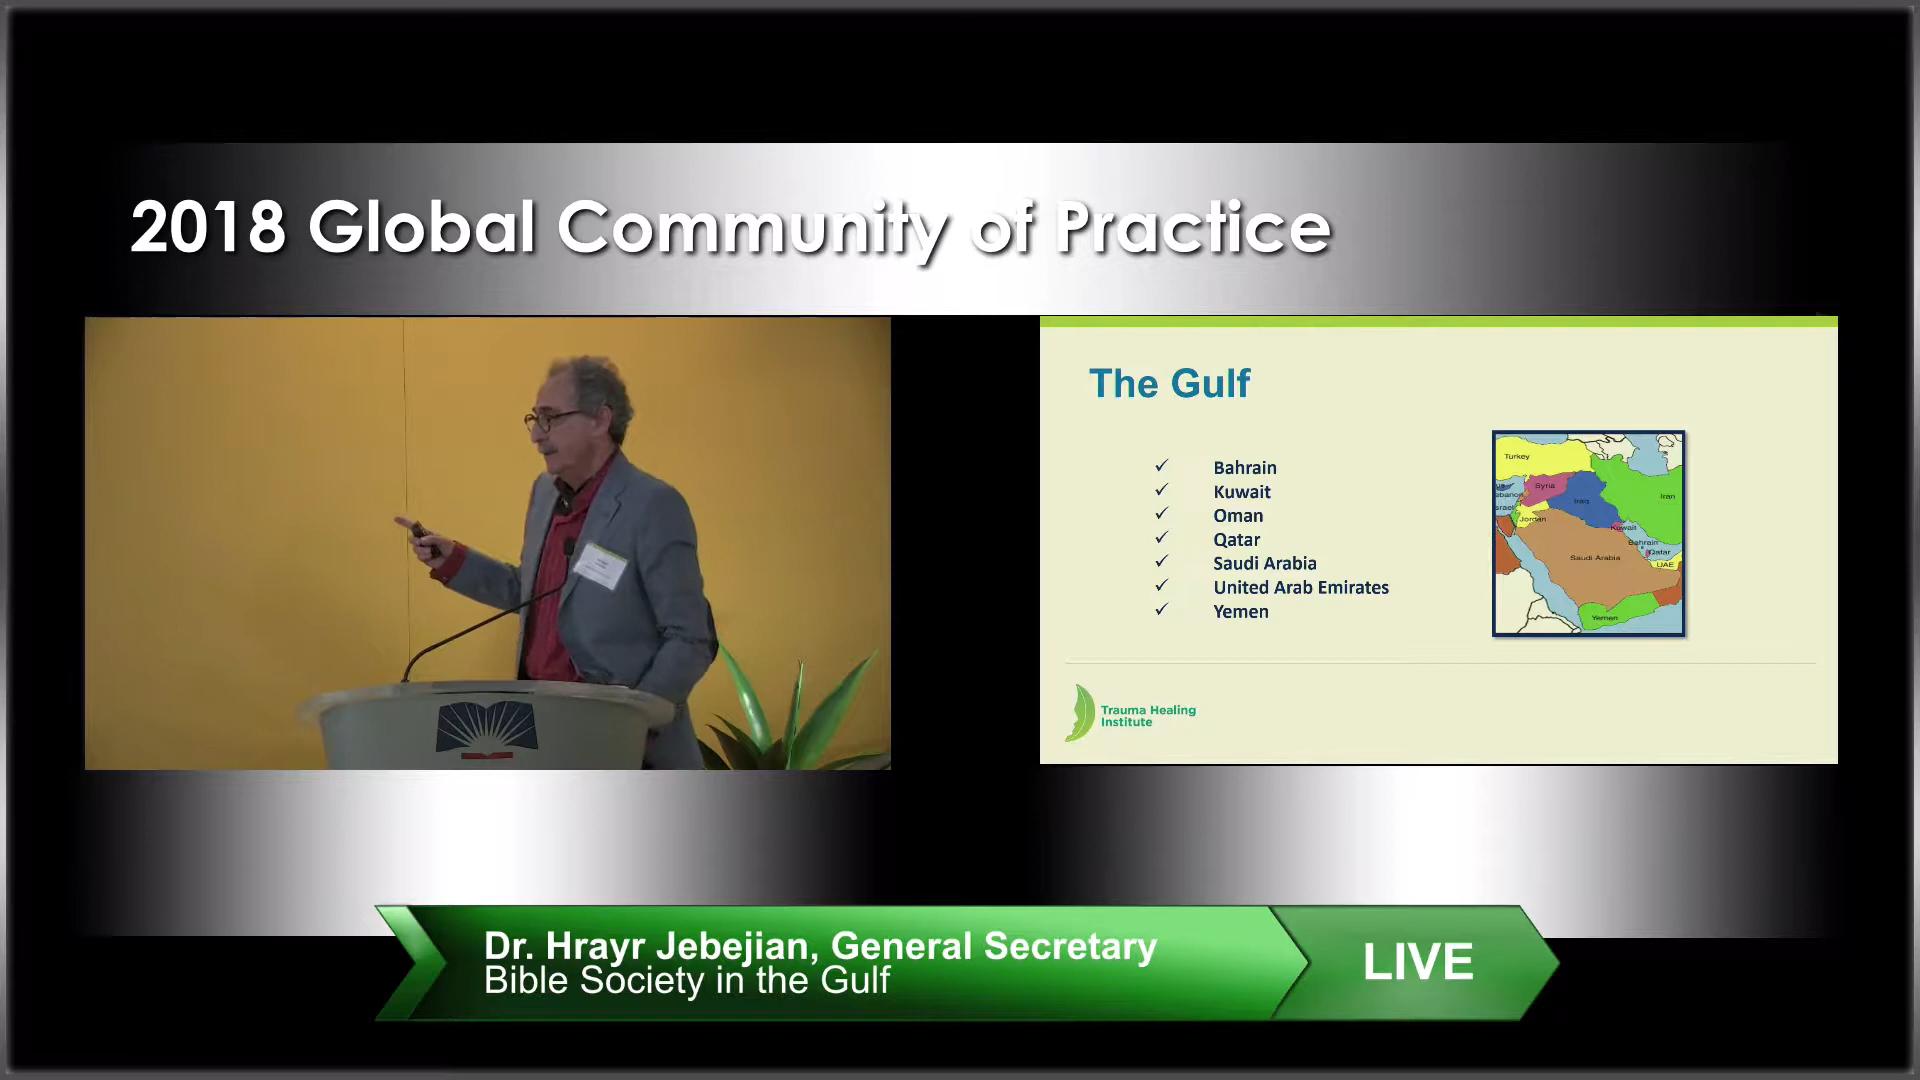 2018 Global Community of Practice
The Gulf
✓ Bahrain
✓ Kuwait
✓ Oman
✓ Qatar
✓ Saudi Arabia
✓ United Arab Emirates
✓ Yemen
Turkey
Syria
Iraq
Iran
Jordan
Kuwait
Bahrain
Qatar
Saudi Arabia
UAE
Yemen
Trauma Healing
Institute
Dr. Hrayr Jebejian, General Secretary
Bible Society in the Gulf
LIVE